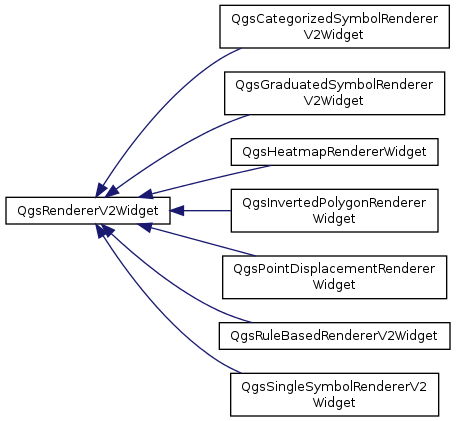 QgsCategorizedSymbolRenderer
V2Widget
QgsGraduatedSymbolRenderer
V2Widget
QgsHeatmapRendererWidget
QgsRendererV2Widget
QgsInvertedPolygonRenderer
Widget
QgsPointDisplacementRenderer
Widget
QgsRuleBasedRendererV2Widget
QgsSingleSymbolRendererV2
Widget